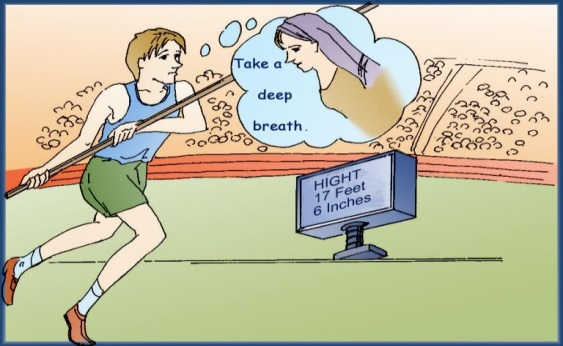 Take a
deep
breath.
HIGHT
17 Feet
6 Inches